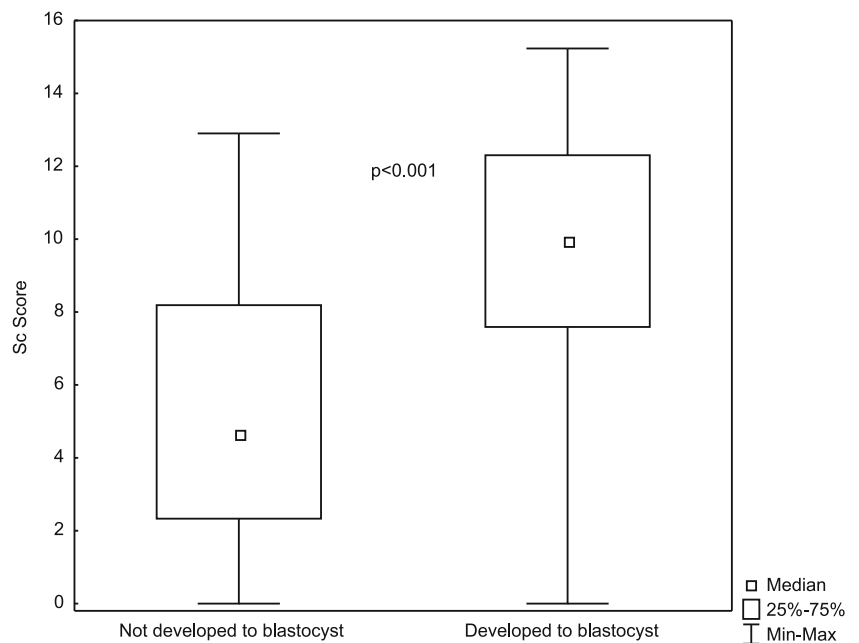 16
14
12
10
8
6
4
2
0
Sc Score
p<0.001
Not developed to blastocyst
Developed to blastocyst
Median
25%-75%
Min-Max